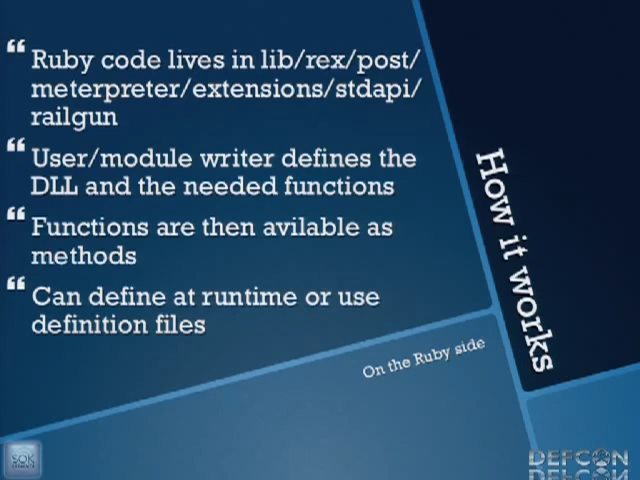 Ruby code lives in lib/rex/post/
meterpreter/extensions/stdapi/
railgun
User/module writer defines the
DLL and the needed functions
Functions are then avilable as
methods
Can define at runtime or use
definition files
How it works
On the Ruby side
SOK
DEFCON